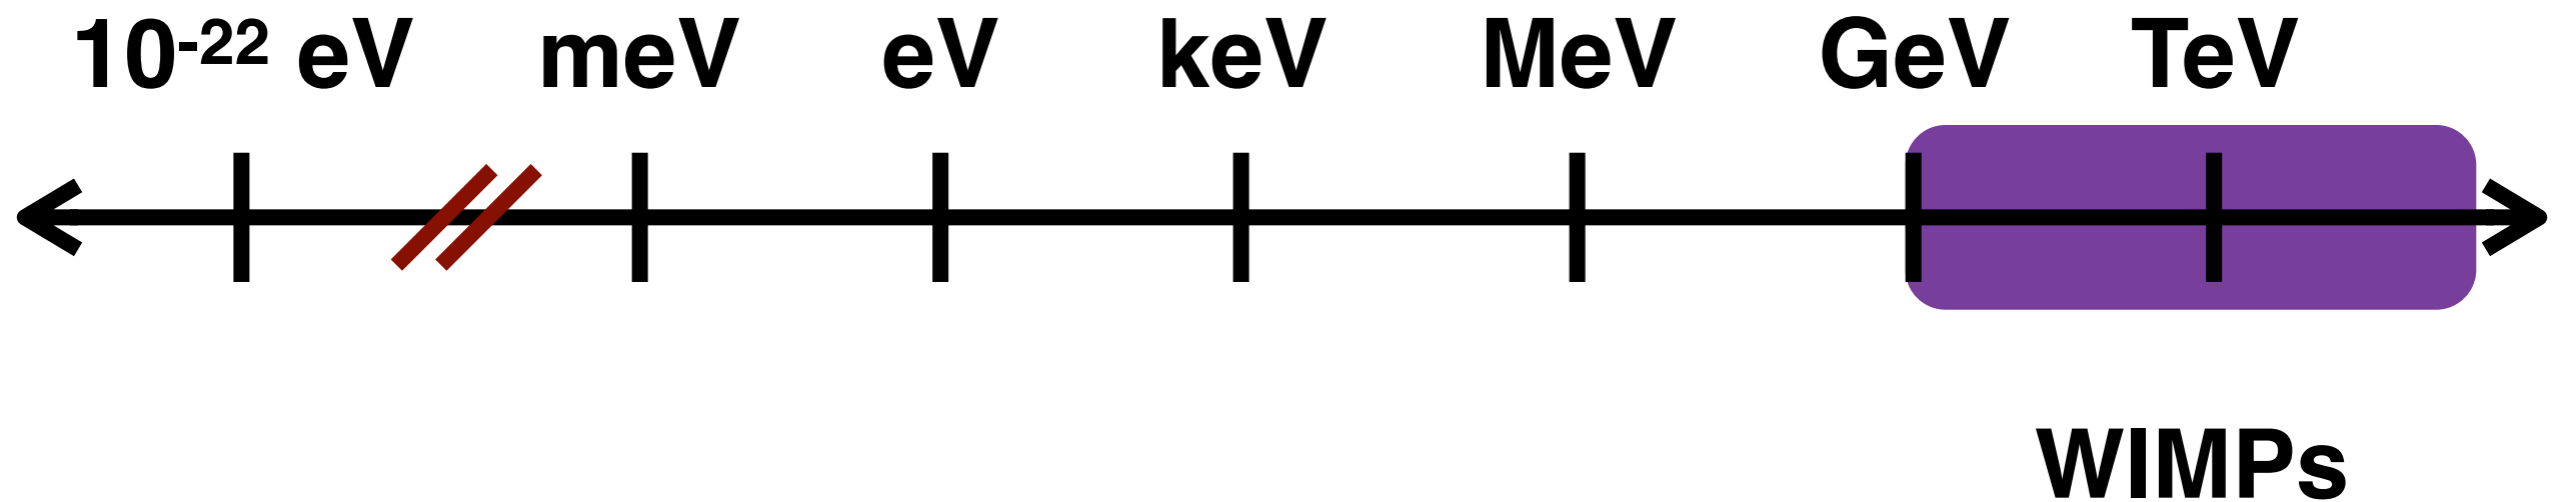 10-22 eV meV eV keV MeV GeV TeV
WIMPs